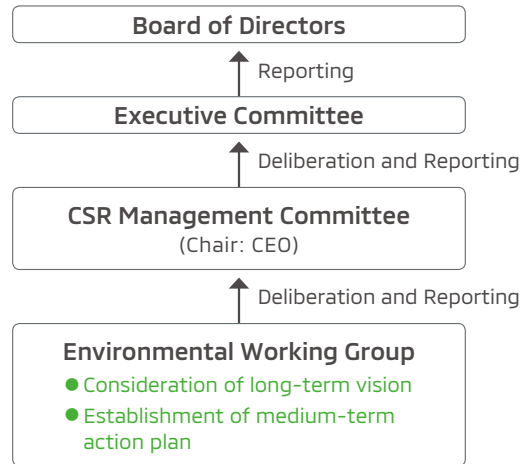 Board of Directors
Reporting
Executive Committee
Deliberation and Reporting
CSR Management Committee
(Chair: CEO)
Deliberation and Reporting
Environmental Working Group
● Consideration of long-term vision
● Establishment of medium-term
action plan